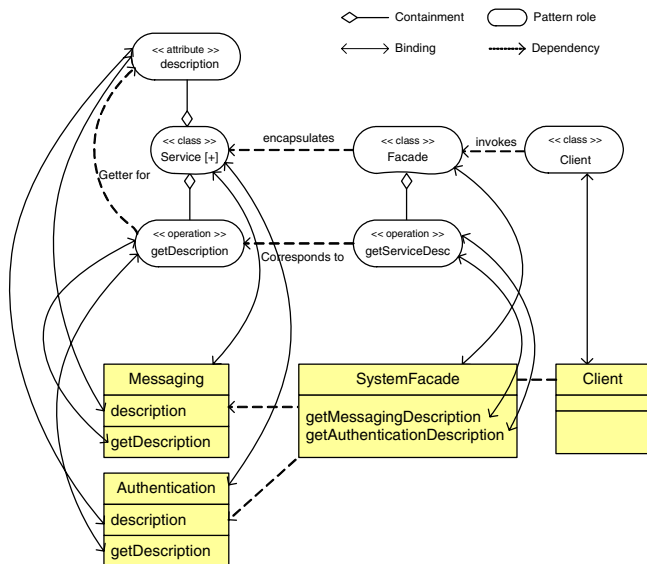 Containment
Pattern role
Binding
Dependency
<< attribute >>
description
<< class >>
Service [+]
encapsulates
<< class >>
Facade
invokes
<< class >>
Client
Getter for
<< operation >>
getDescription
Corresponds to
<< operation >>
getServiceDesc
Messaging
description
getDescription
SystemFacade
getMessagingDescription
getAuthenticationDescription
Client
Authentication
description
getDescription